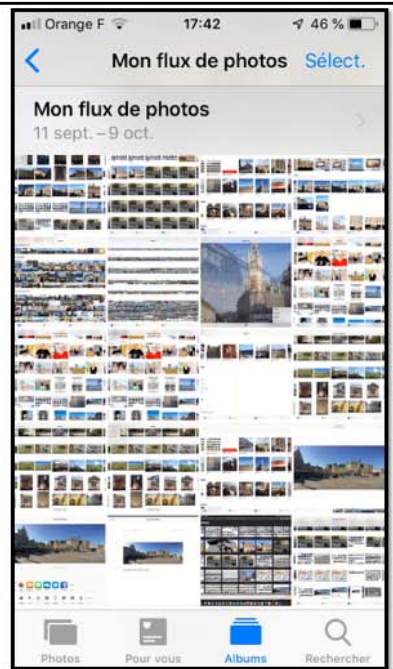 Orange F 17:42 46 %
Mon flux de photos Sélect.
Mon flux de photos
11 sept. – 9 oct.
Photos Pour vous Albums Rechercher